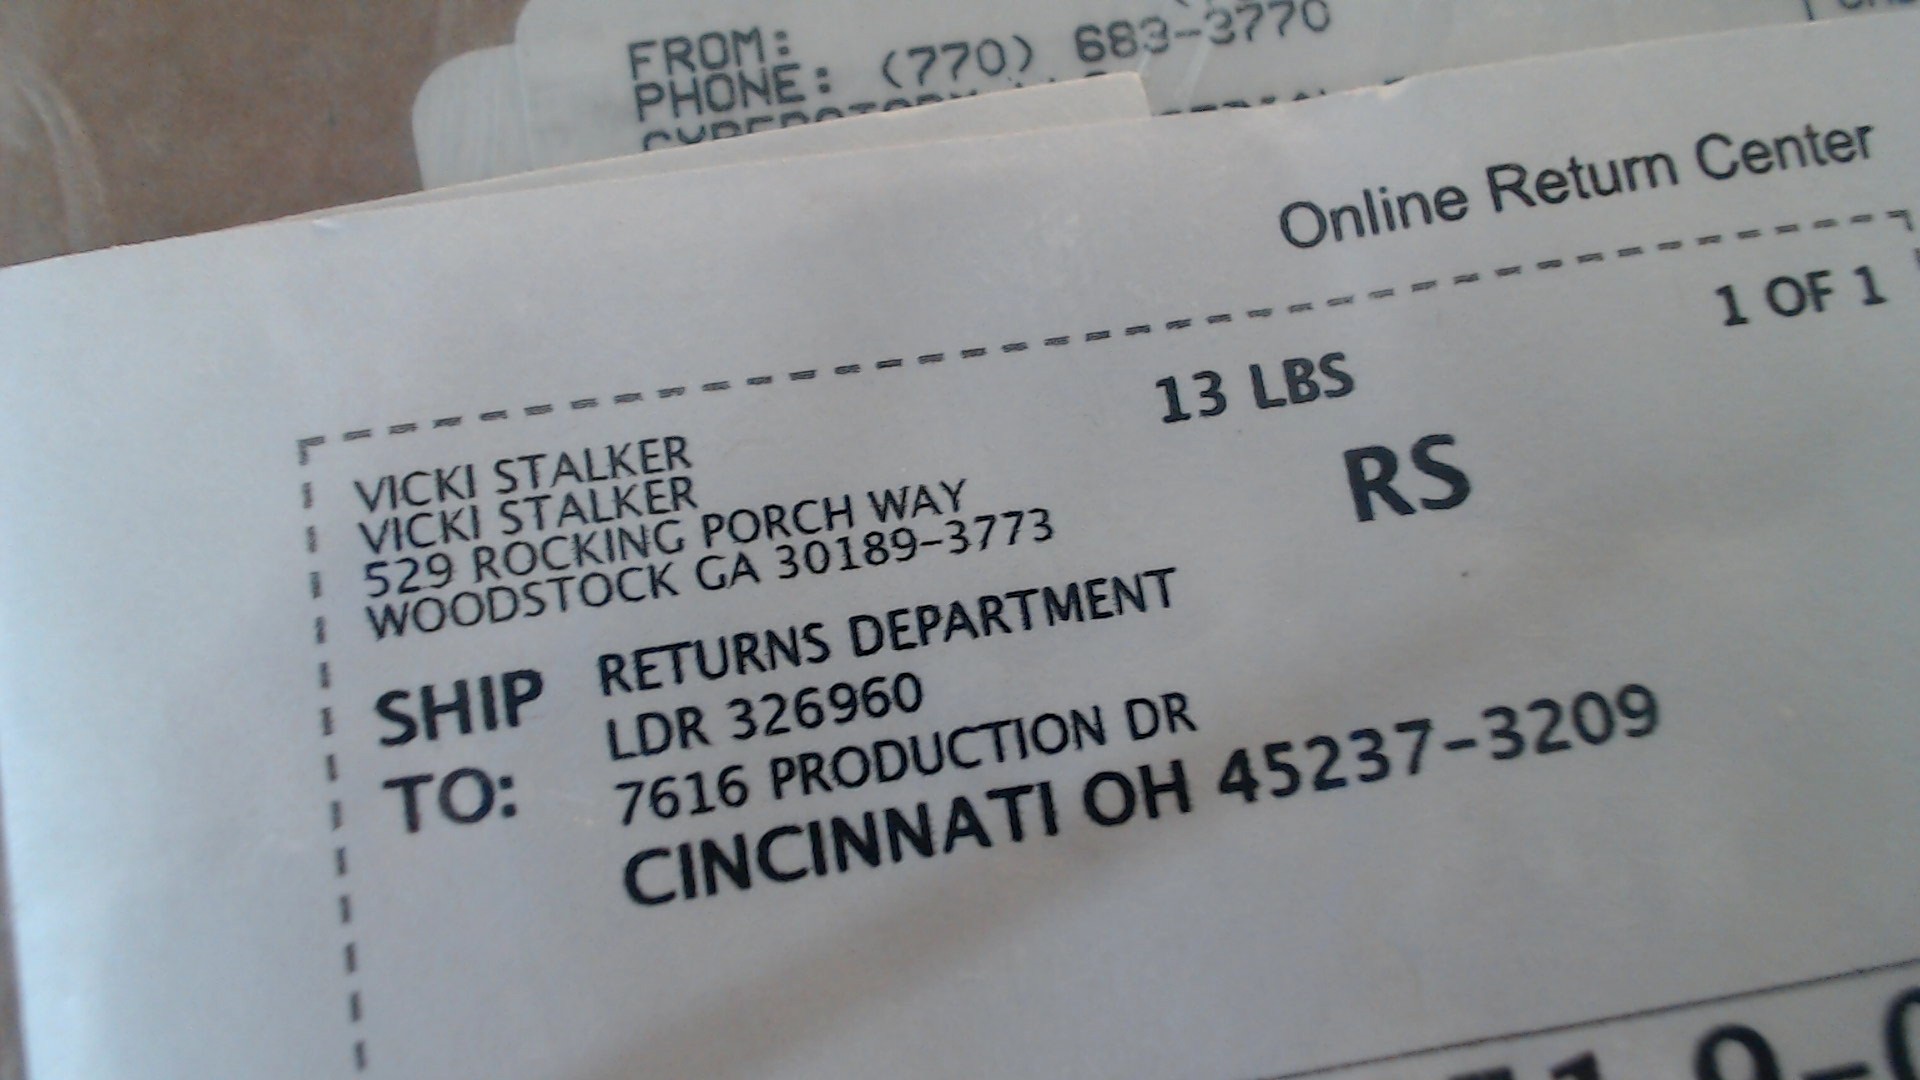 FROM:
PHONE: (770) 683-3770
Online Return Center
1 OF 1
13 LBS
RS
VICKI STALKER
VICKI STALKER
529 ROCKING PORCH WAY
WOODSTOCK GA 30189-3773
SHIP TO:
RETURNS DEPARTMENT
LDR 326960
7616 PRODUCTION DR
CINCINNATI OH 45237-3209